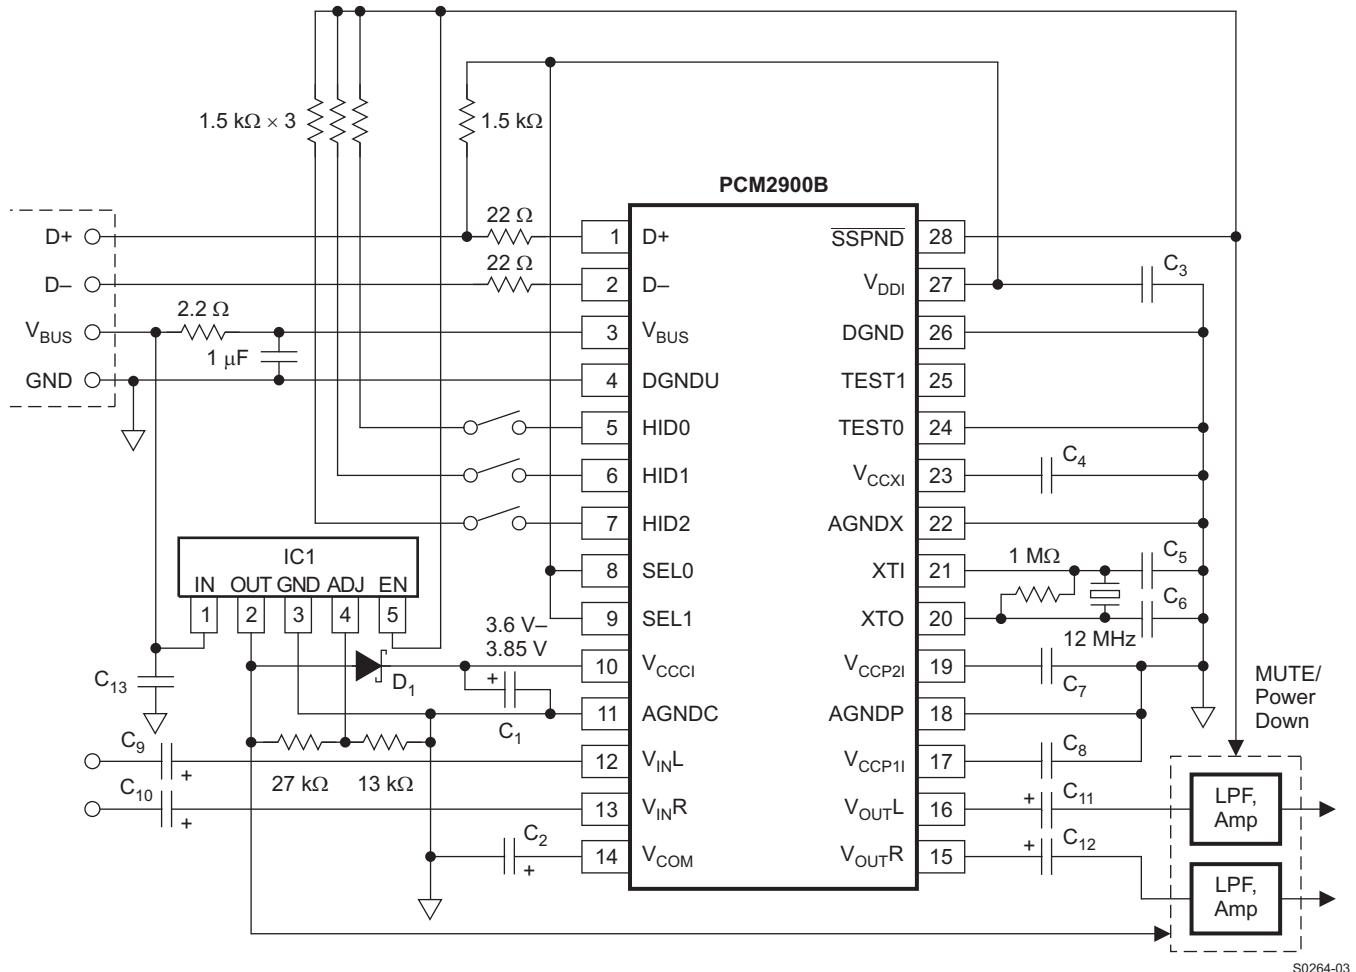 1.5 kΩ × 3
1.5 kΩ
PCM2900B
D+
D–
VBUS
GND
22 Ω
22 Ω
2.2 Ω
1 μF
1 D+
2 D–
3 VBUS
4 DGNDU
5 HID0
6 HID1
7 HID2
8 SEL0
9 SEL1
10 VCCCI
11 AGNDC
12 VINL
13 VINR
14 VCOM
SSPND 28
VDDI 27
DGND 26
TEST1 25
TEST0 24
VCCXI 23
AGNDX 22
XTI 21
XTO 20
VCCP2I 19
AGNDP 18
VCCP1I 17
VOUTL 16
VOUTR 15
IC1
IN OUT GND ADJ EN
1 2 3 4 5
3.6 V–
3.85 V
D1
+
C1
C13
C9
+
C10
+
27 kΩ
13 kΩ
C2
+
C3
C4
1 MΩ
C5
C6
12 MHz
C7
C8
+
C11
+
C12
MUTE/
Power
Down
LPF,
Amp
LPF,
Amp
S0264-03